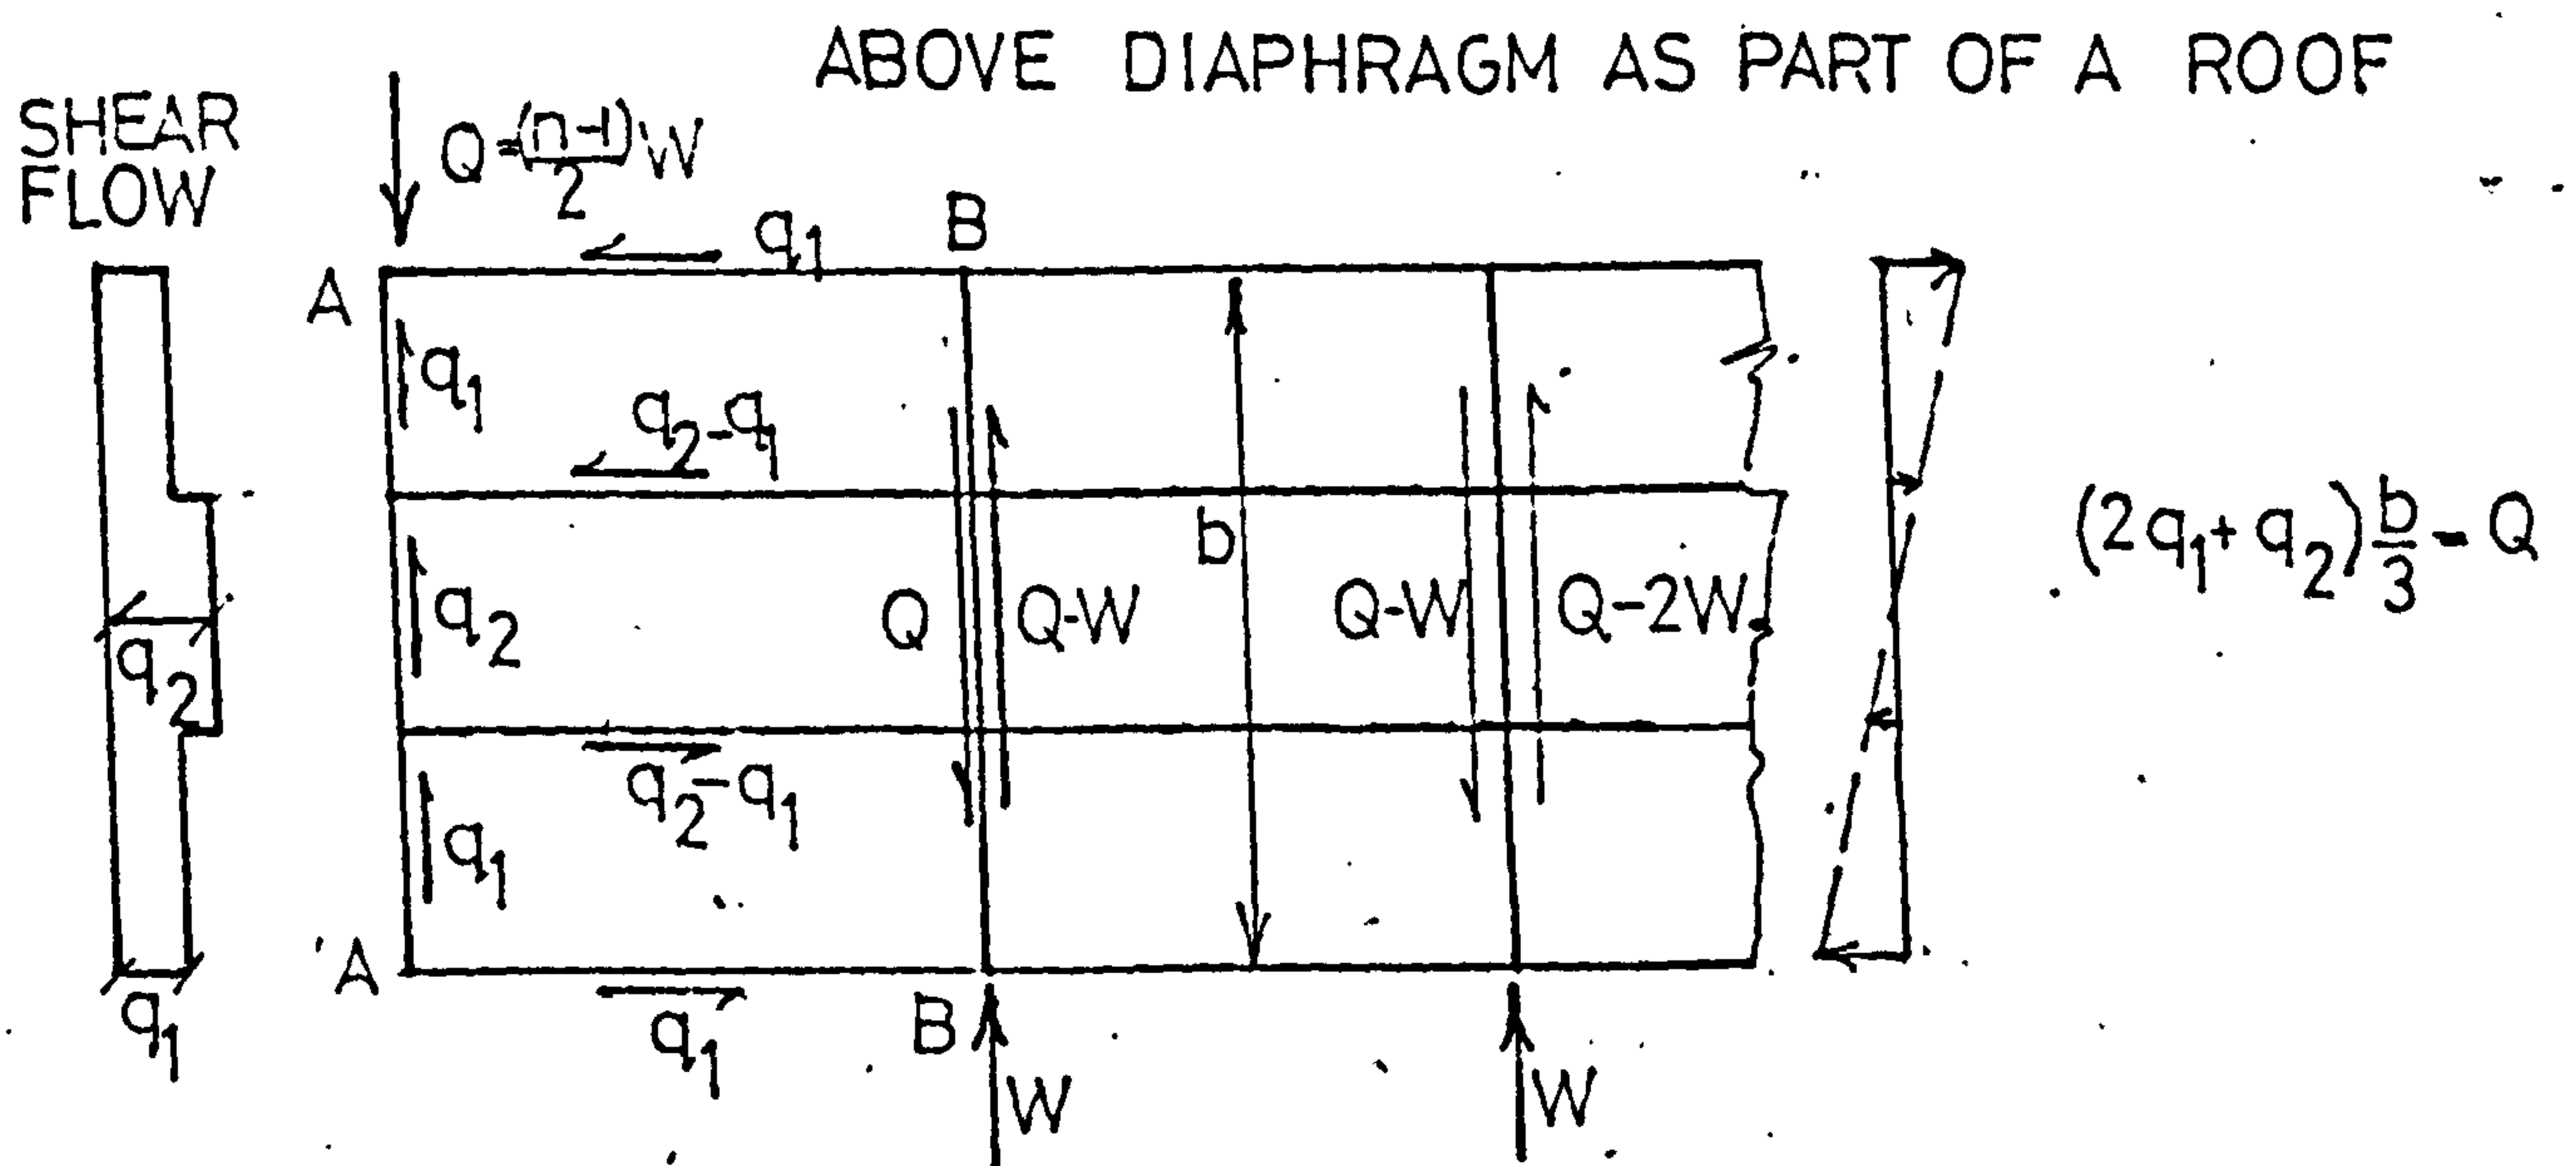 ABOVE DIAPHRAGM AS PART OF A ROOF
SHEAR
FLOW
Q = (n-1)/2 W
q1
B
A
q1
q2-q1
b
(2q1+q2) b/3 = Q
q2
q2
Q
Q-W
Q-W
Q-2W
q2-q1
q1
A
q1
q1
B
W
W